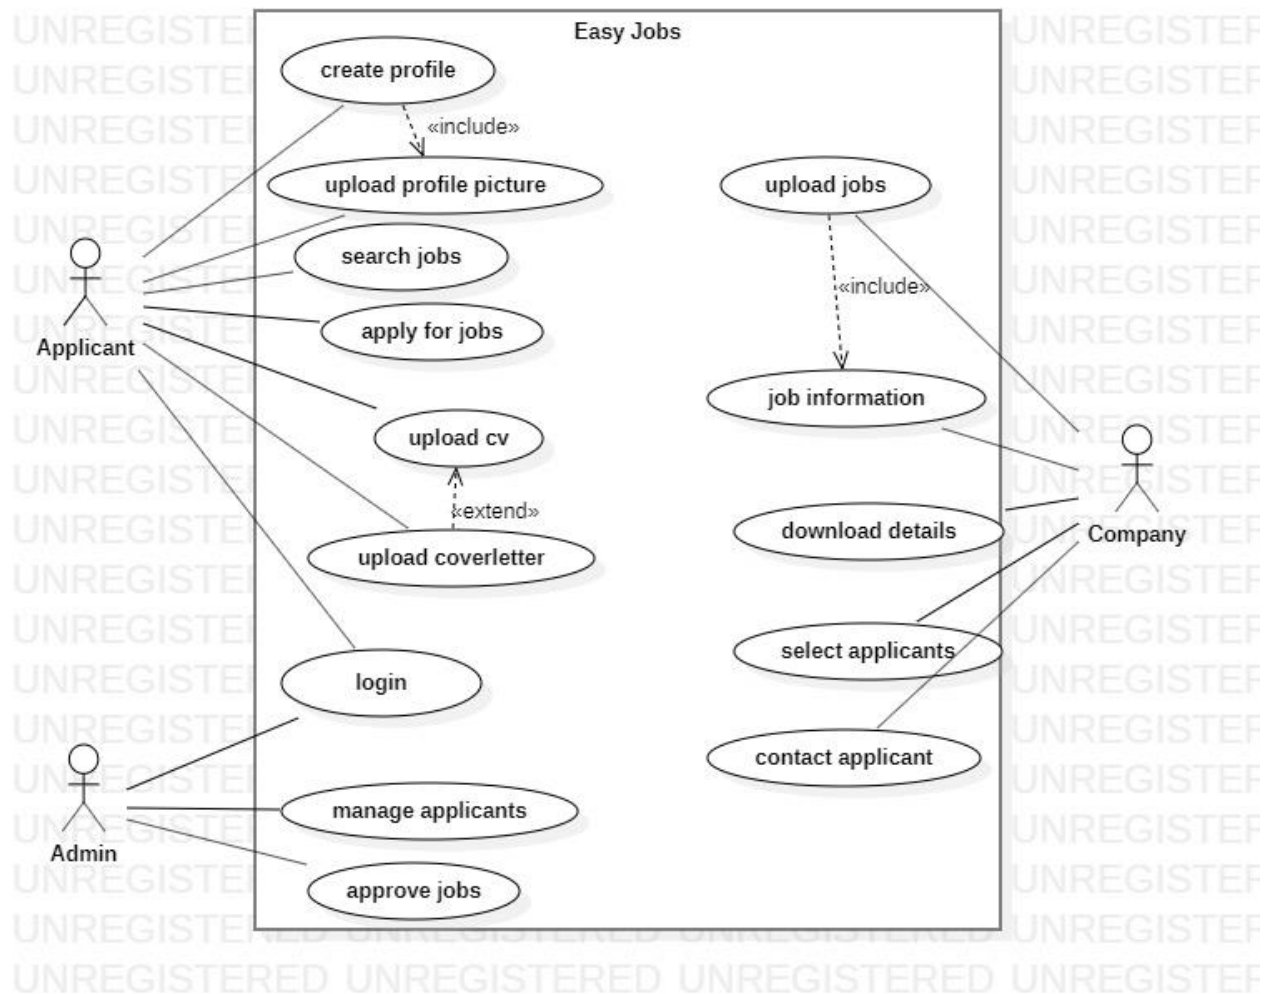 Easy Jobs
create profile
«include»
upload profile picture
search jobs
apply for jobs
upload cv
«extend»
upload coverletter
login
manage applicants
approve jobs
upload jobs
«include»
job information
download details
select applicants
contact applicant
Applicant
Admin
Company
UNREGISTERED UNREGISTERED UNREGISTERED UNREGISTER